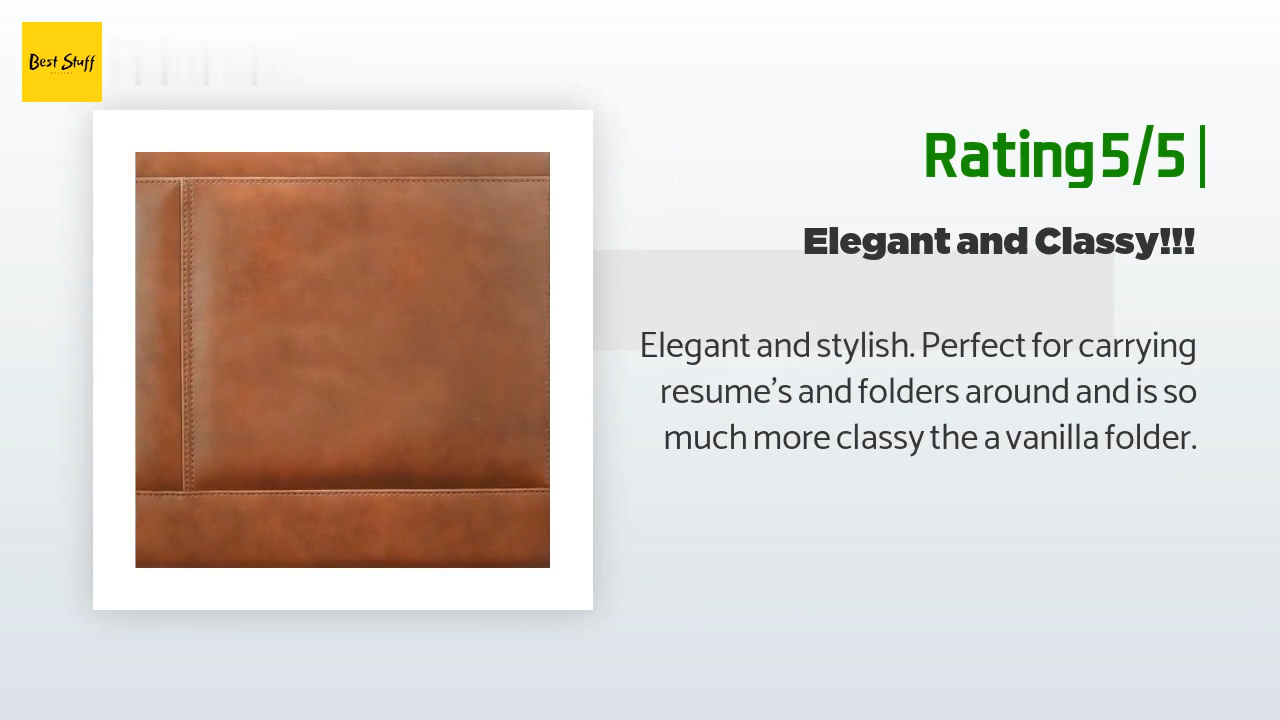 Best Stuff
Rating 5/5 |
Elegant and Classy!!!
Elegant and stylish. Perfect for carrying
resume's and folders around and is so
much more classy the a vanilla folder.